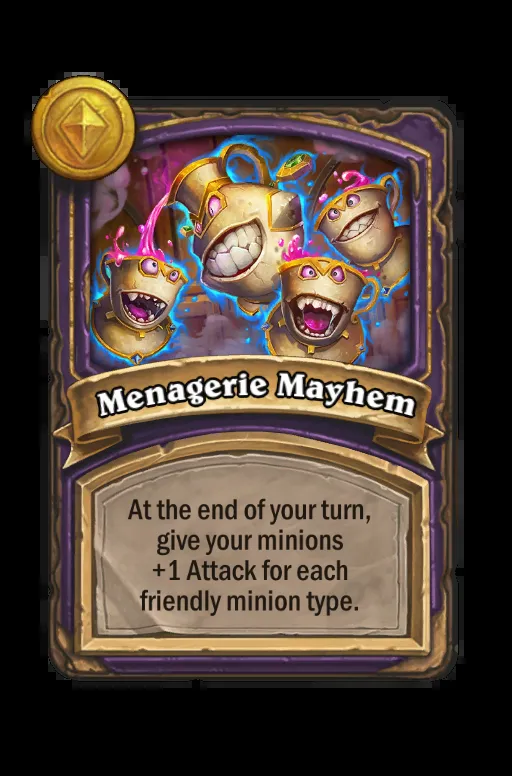 Menagerie Mayhem
At the end of your turn,
give your minions
+1 Attack for each
friendly minion type.